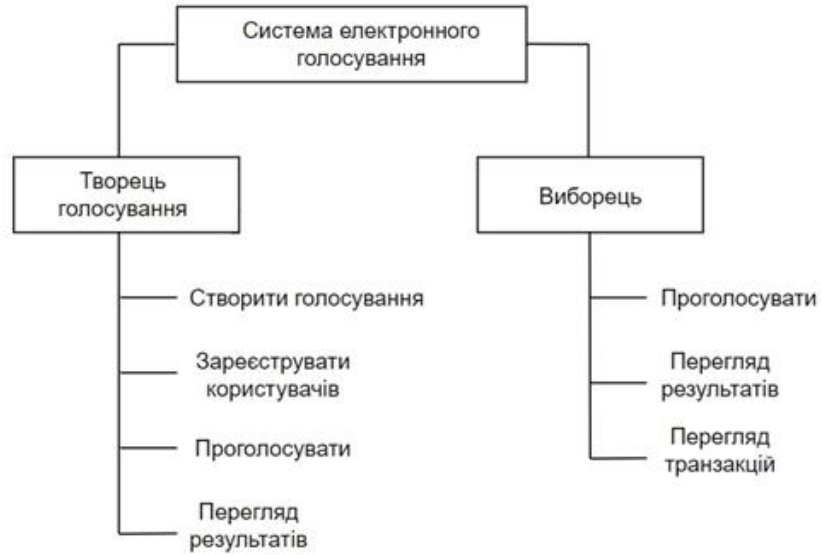 Система електронного
голосування
Творець
голосування
Створити голосування
Зареєструвати
користувачів
Проголосувати
Перегляд
результатів
Виборець
Проголосувати
Перегляд
результатів
Перегляд
транзакцій